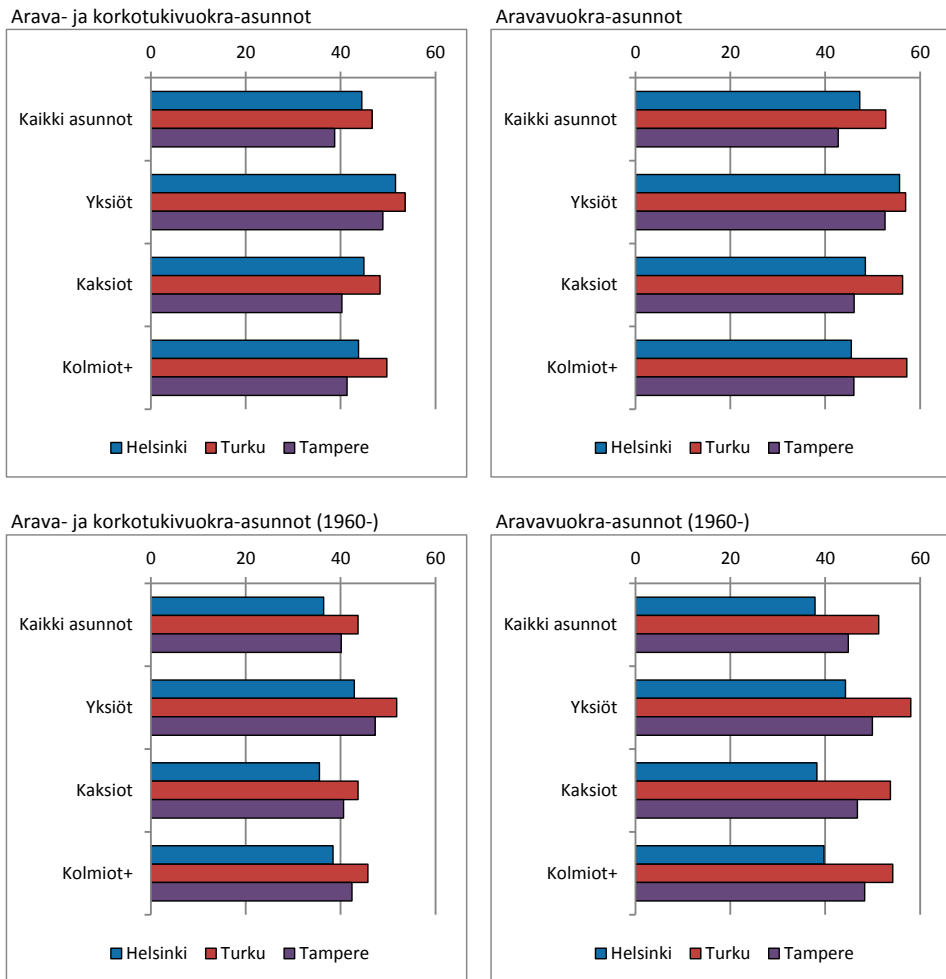 Arava- ja korkotukivuokra-asunnot
0 20 40 60
Kaikki asunnot
Yksiöt
Kaksiot
Kolmiot+
Helsinki Turku Tampere
Aravavuokra-asunnot
0 20 40 60
Kaikki asunnot
Yksiöt
Kaksiot
Kolmiot+
Helsinki Turku Tampere
Arava- ja korkotukivuokra-asunnot (1960-)
0 20 40 60
Kaikki asunnot
Yksiöt
Kaksiot
Kolmiot+
Helsinki Turku Tampere
Aravavuokra-asunnot (1960-)
0 20 40 60
Kaikki asunnot
Yksiöt
Kaksiot
Kolmiot+
Helsinki Turku Tampere